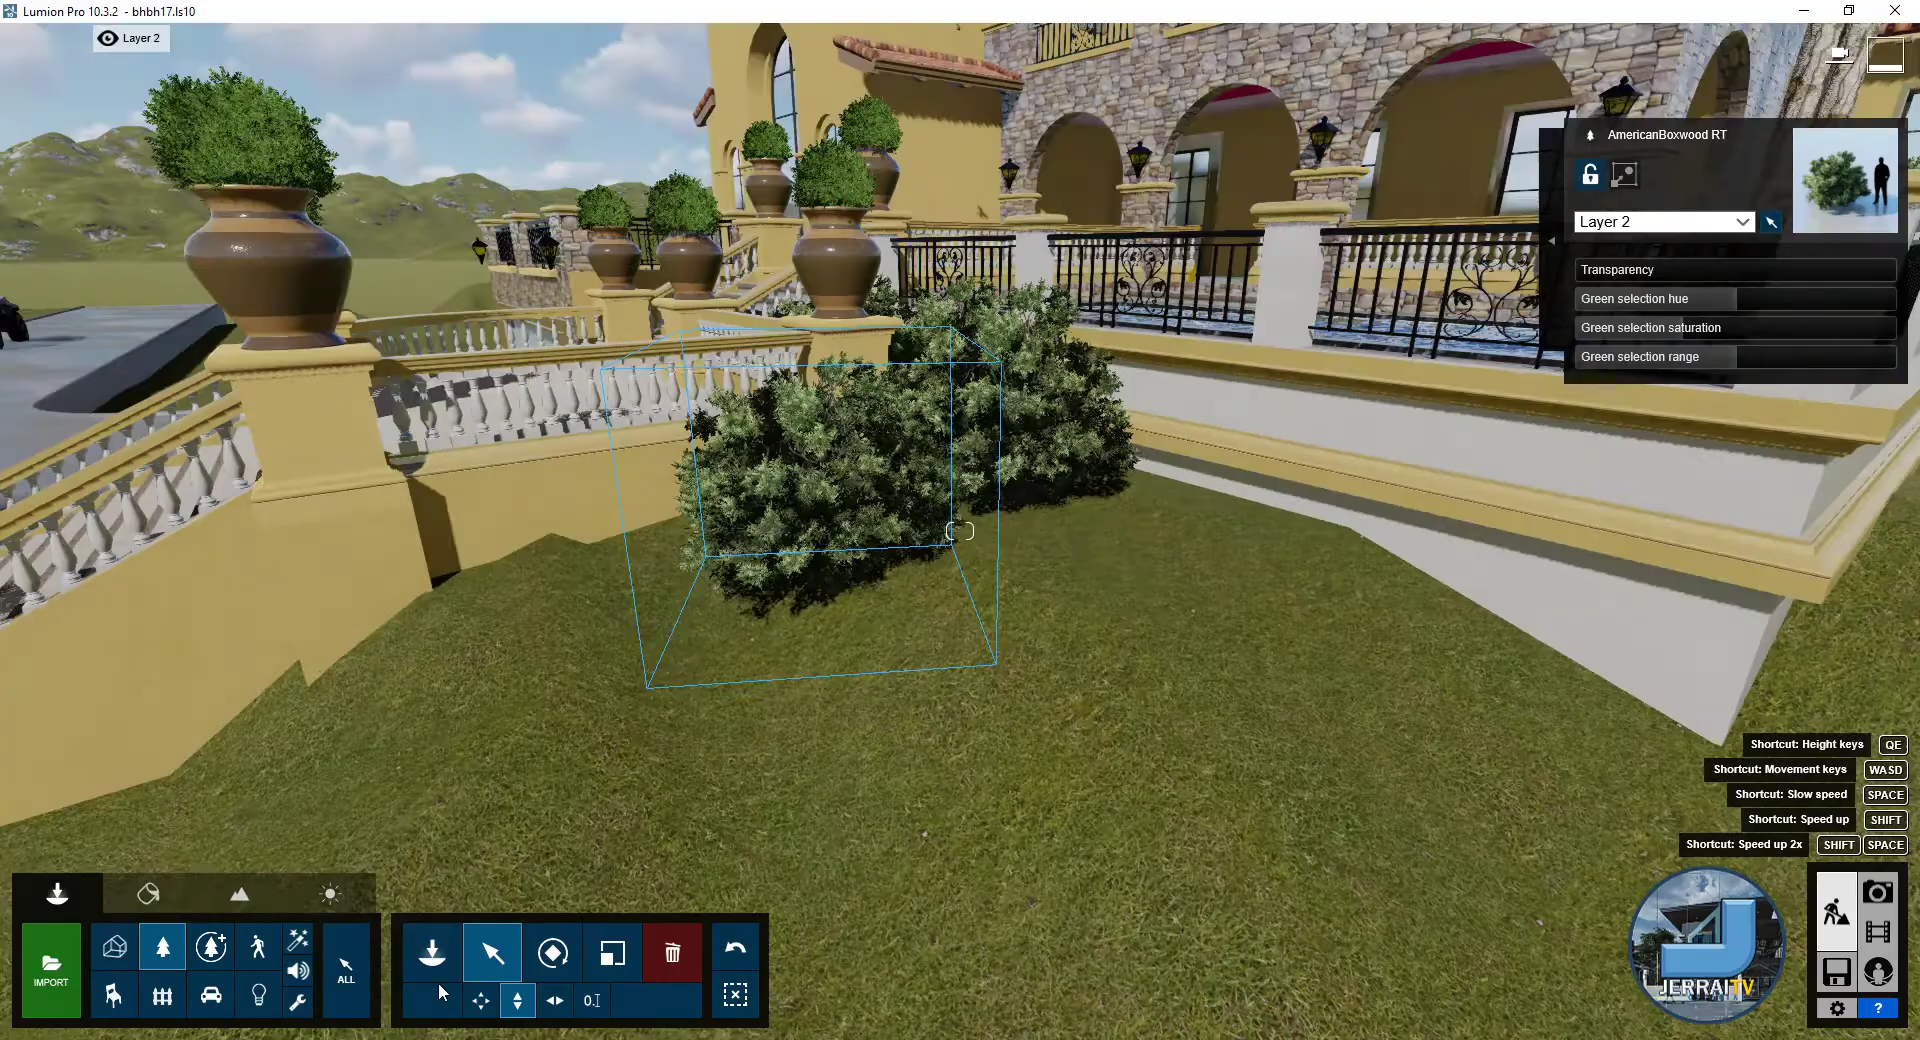 Lumion Pro 10.3.2 - bhbh17.ls10
Layer 2
AmericanBoxwood RT
Layer 2
Transparency
Green selection hue
Green selection saturation
Green selection range
Shortcut: Height keys QE
Shortcut: Movement keys WASD
Shortcut: Slow speed SPACE
Shortcut: Speed up SHIFT
Shortcut: Speed up 2x SHIFT SPACE
IMPORT
ALL
0.I
JERRAITV
?